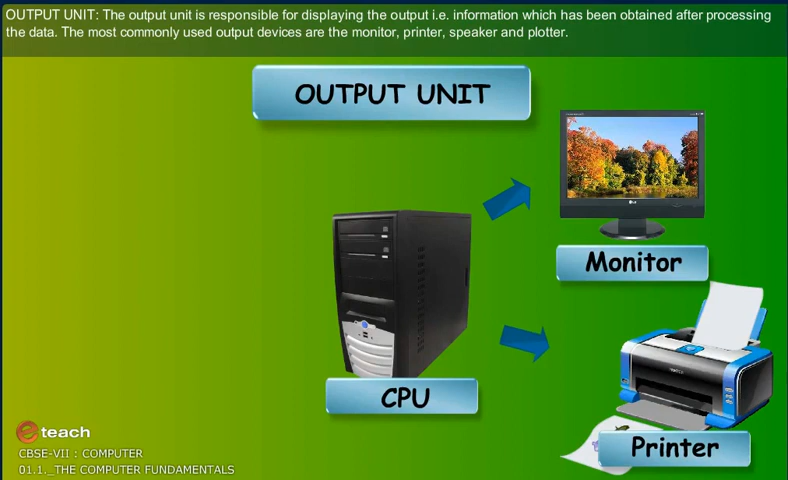 OUTPUT UNIT: The output unit is responsible for displaying the output i.e. information which has been obtained after processing
the data. The most commonly used output devices are the monitor, printer, speaker and plotter.
OUTPUT UNIT
LG
Monitor
CPU
Printer
e teach
CBSE-VII : COMPUTER
01.1._THE COMPUTER FUNDAMENTALS